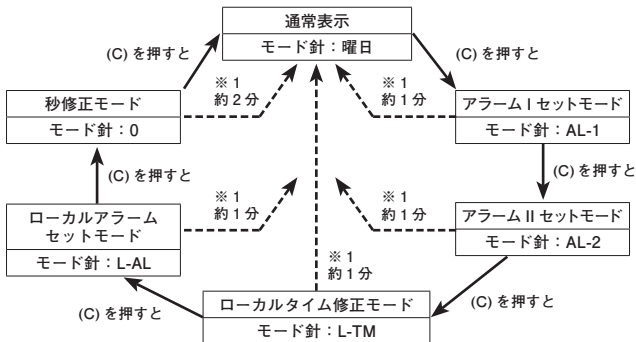 通常表示
モード針：曜日
(C) を押すと
(C) を押すと
※ 1
約 2 分
※ 1
約 1 分
秒修正モード
モード針：0
アラーム I セットモード
モード針：AL-1
(C) を押すと
(C) を押すと
※ 1
約 1 分
※ 1
約 1 分
ローカルアラーム
セットモード
モード針：L-AL
アラーム II セットモード
モード針：AL-2
※ 1
約 1 分
(C) を押すと
(C) を押すと
ローカルタイム修正モード
モード針：L-TM